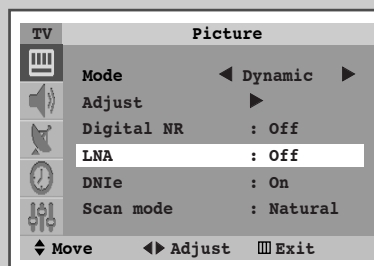 TV Picture
Mode ◀ Dynamic ▶
Adjust ▶
Digital NR : Off
LNA : Off
DNIe : On
Scan mode : Natural
Move Adjust Exit